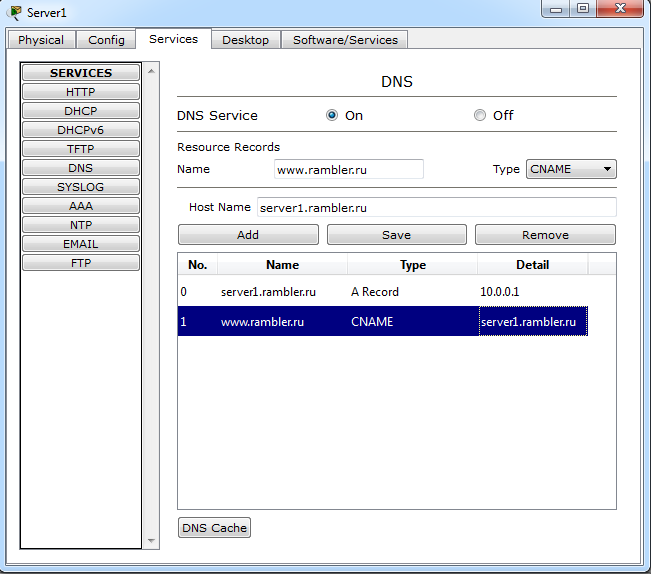 Server1
Physical Config Services Desktop Software/Services
SERVICES
HTTP
DHCP
DHCPv6
TFTP
DNS
SYSLOG
AAA
NTP
EMAIL
FTP
DNS
DNS Service On Off
Resource Records
Name www.rambler.ru Type CNAME
Host Name server1.rambler.ru
Add Save Remove
No. Name Type Detail
0 server1.rambler.ru A Record 10.0.0.1
1 www.rambler.ru CNAME server1.rambler.ru
DNS Cache